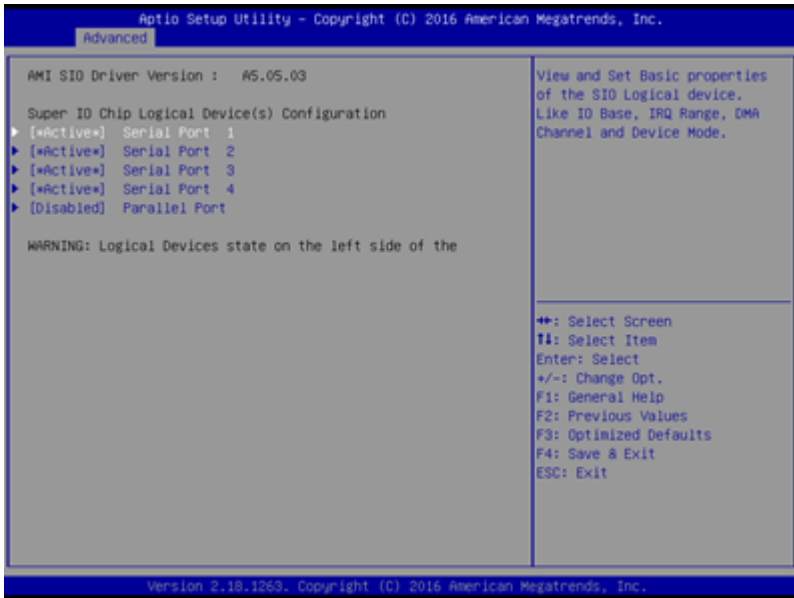 Aptio Setup Utility - Copyright (C) 2016 American Megatrends, Inc.
Advanced
AMI SIO Driver Version : A5.05.03
Super IO Chip Logical Device(s) Configuration
[*Active*] Serial Port 1
[*Active*] Serial Port 2
[*Active*] Serial Port 3
[*Active*] Serial Port 4
[Disabled] Parallel Port
WARNING: Logical Devices state on the left side of the
View and Set Basic properties
of the SIO Logical device.
Like IO Base, IRQ Range, DMA
Channel and Device Mode.
→←: Select Screen
↑↓: Select Item
Enter: Select
+/-: Change Opt.
F1: General Help
F2: Previous Values
F3: Optimized Defaults
F4: Save & Exit
ESC: Exit
Version 2.18.1263. Copyright (C) 2016 American Megatrends, Inc.